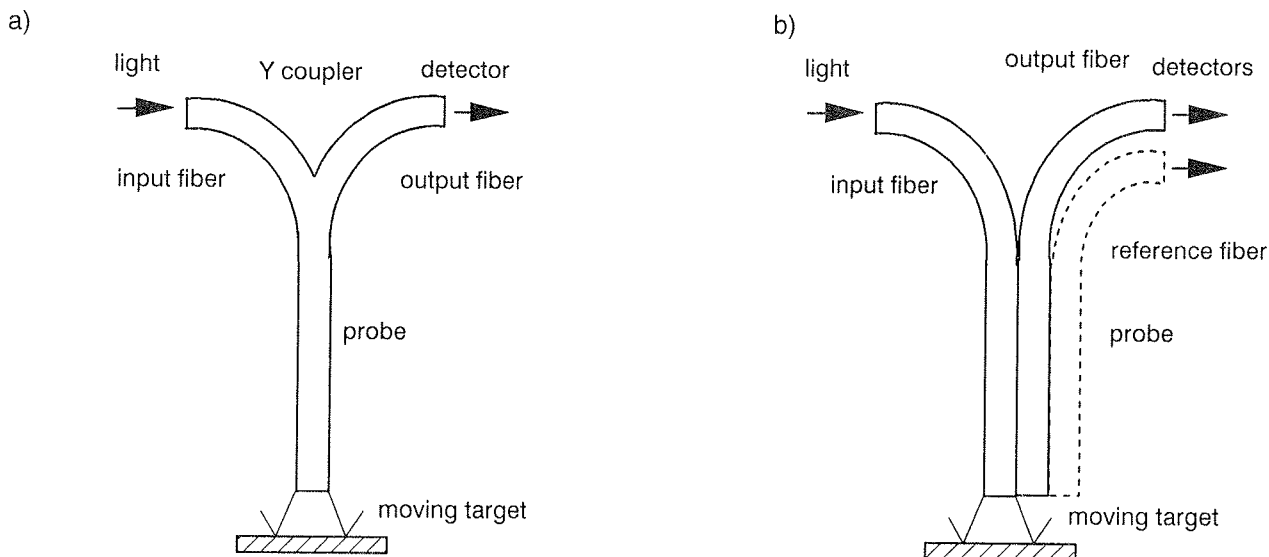 a)
light
Y coupler
detector
input fiber
output fiber
probe
moving target
b)
light
output fiber
detectors
input fiber
reference fiber
probe
moving target